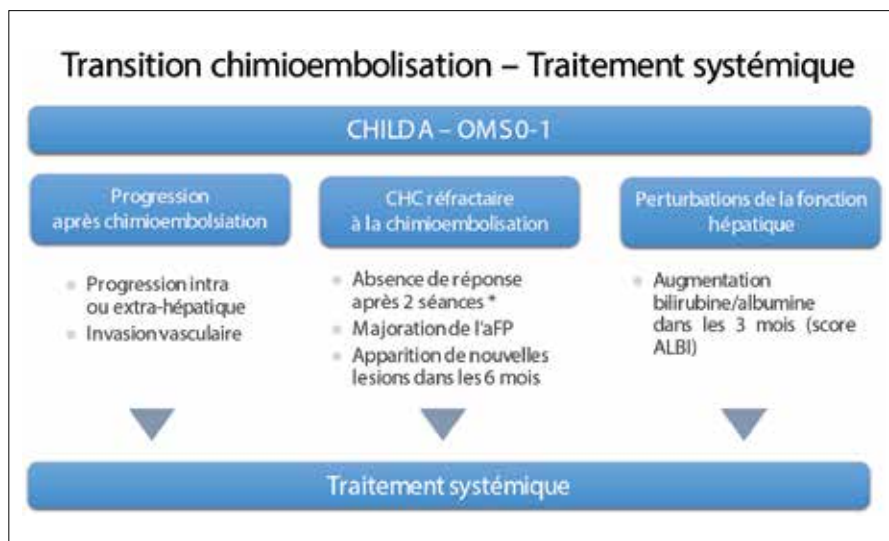 Transition chimioembolisation – Traitement systémique
CHILD A – OMS 0-1
Progression
après chimioembolsiation
CHC réfractaire
à la chimioembolisation
Perturbations de la fonction
hépatique
Progression intra
ou extra-hépatique
Invasion vasculaire
Absence de réponse
après 2 séances *
Majoration de l'aFP
Apparition de nouvelles
lesions dans les 6 mois
Augmentation
bilirubine/albumine
dans les 3 mois (score
ALBI)
Traitement systémique